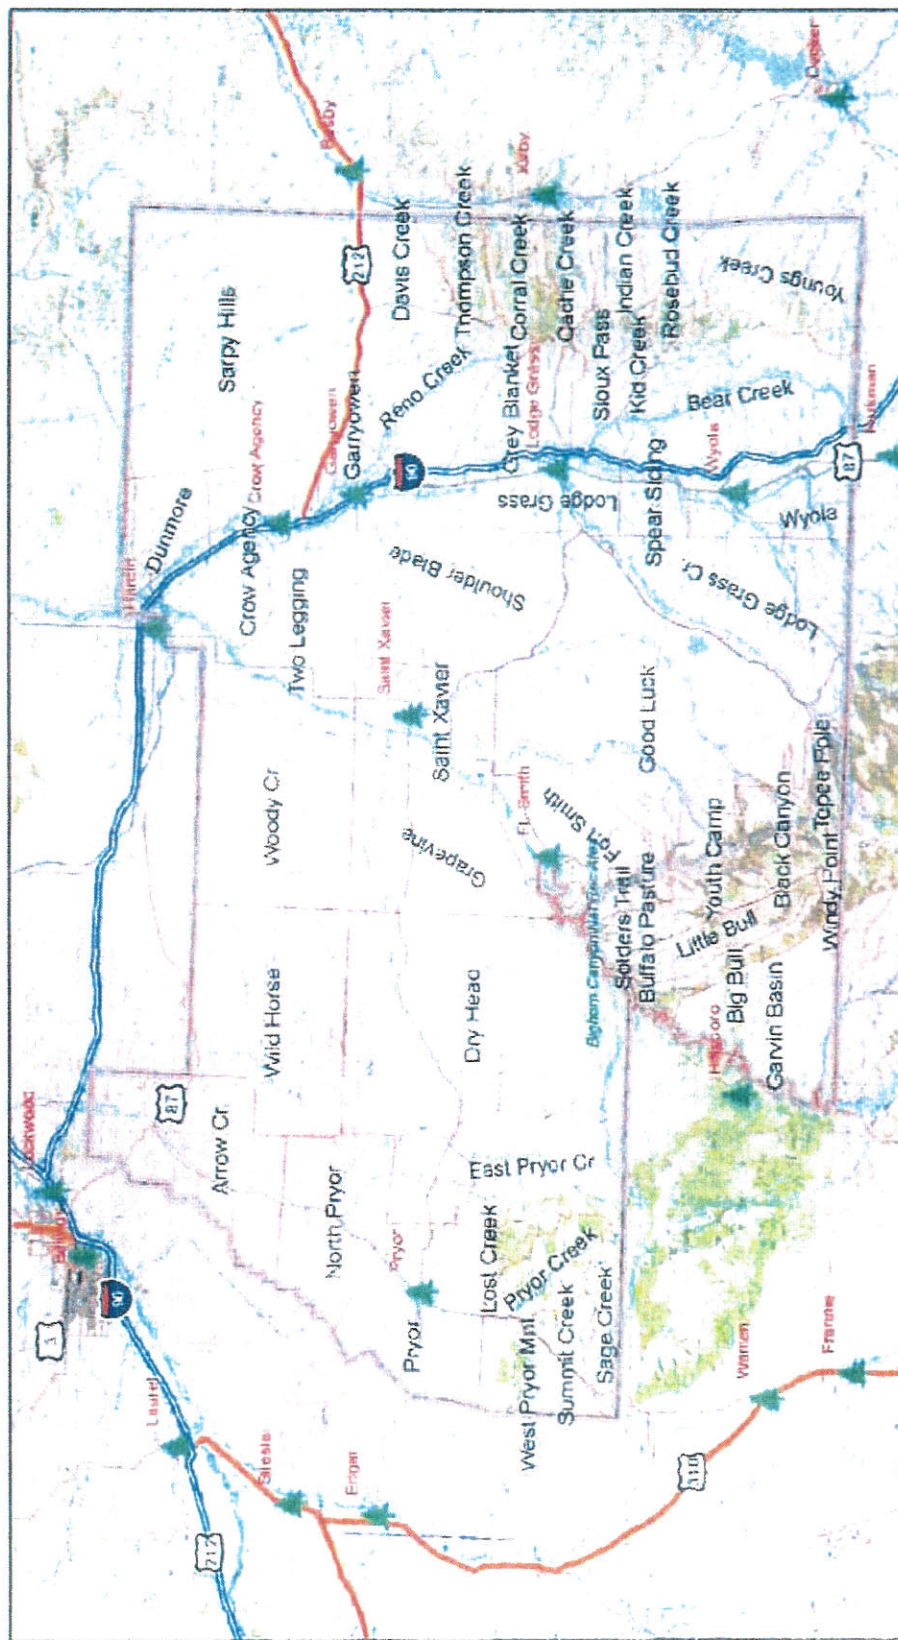 Lockwood
3
90
Laurel
212
87
Hardin
Dunmore
Sarpy Hills
Crow Agency
Crow Agency
Arrow Cr
Wild Horse
Woody Cr
Two Legging
Garryowen
Garryowen
212
Busby
Silesia
Edgar
North Pryor
Pryor
Pryor
Saint Xavier
Saint Xavier
Grapevine
Shoulder Blade
90
Reno Creek
Davis Creek
Thompson Creek
Corral Creek
Cache Creek
Kirby
Grey Blanket
Lodge Grass
Lodge Grass
Sioux Pass
Indian Creek
Kid Creek
Rosebud Creek
Dry Head
East Pryor Cr
Lost Creek
Pryor Creek
West Pryor Mnt.
Summit Creek
Sage Creek
Ft. Smith
Fort Smith
Solders Trail
Buffalo Pasture
Good Luck
Spear Siding
Lodge Grass Cr.
Bear Creek
Youngs Creek
Wyola
Wyola
Decker
310
Warren
Frannie
Big Bull
Little Bull
Youth Camp
Garvin Basin
Black Canyon
Windy Point
Tepee Pole
87